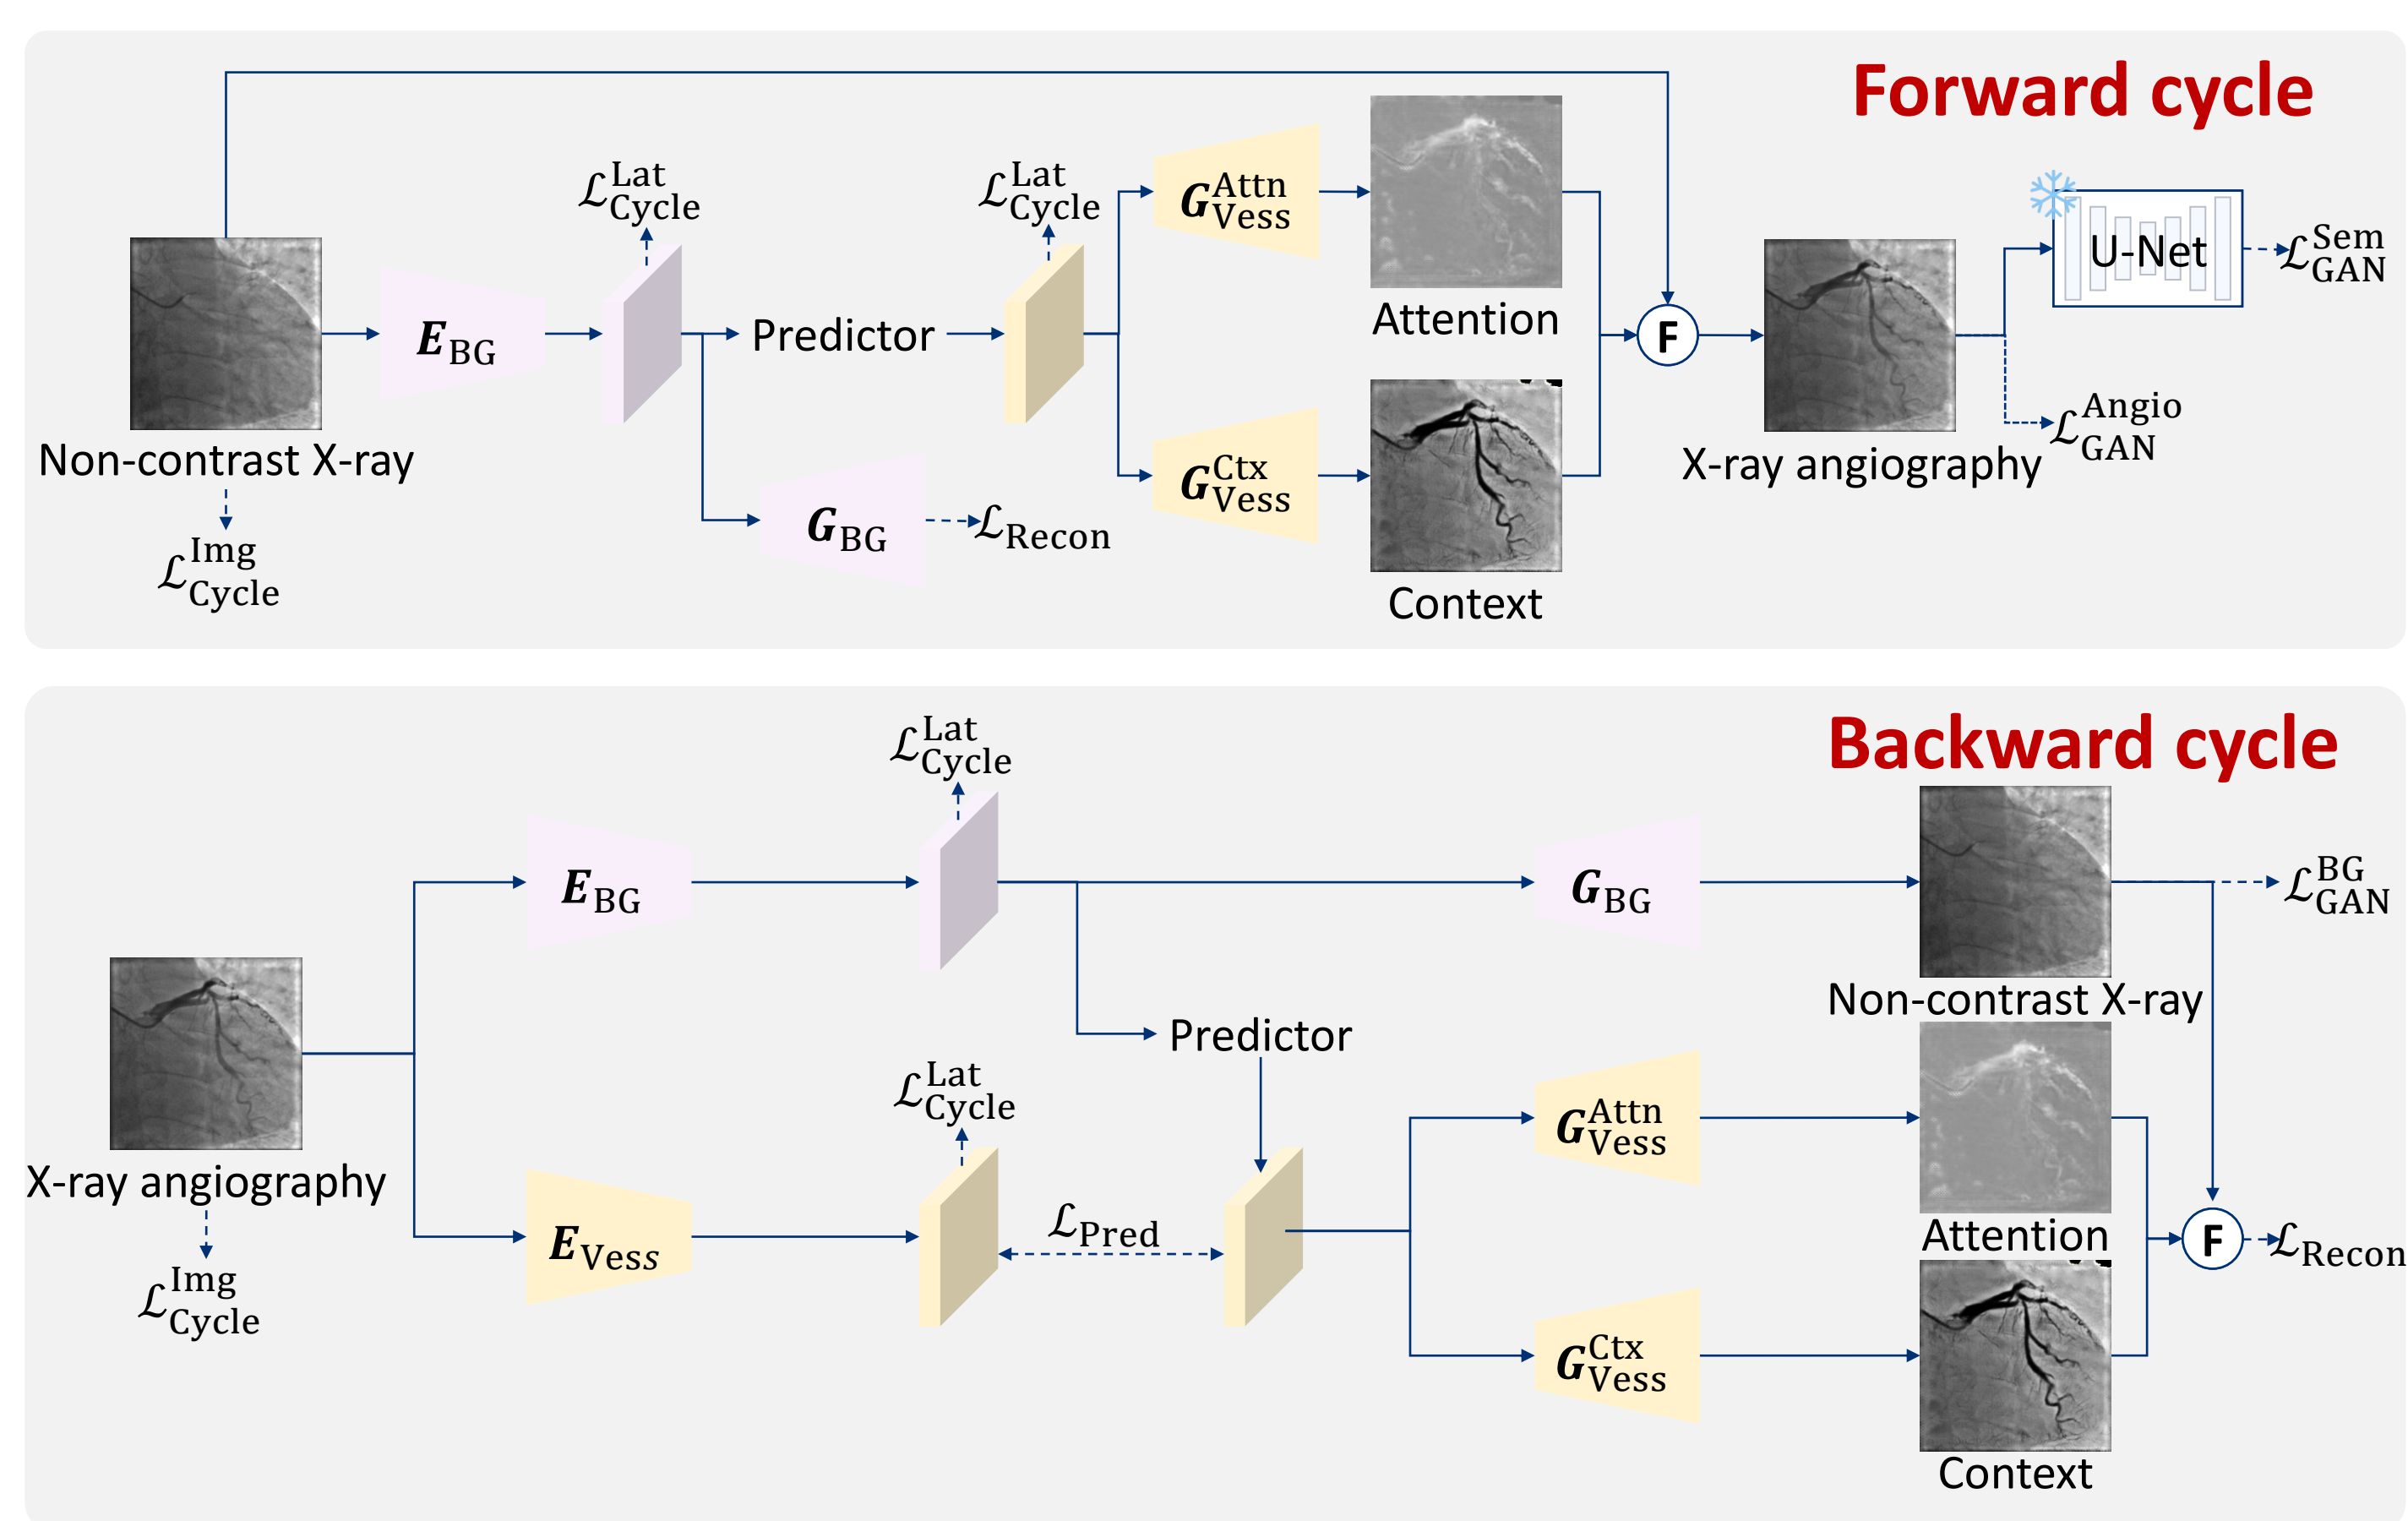 Forward cycle
ℒ^Lat_Cycle
ℒ^Lat_Cycle
G^Attn_Vess
Attention
U-Net
ℒ^Sem_GAN
E_BG
Predictor
F
Non-contrast X-ray
X-ray angiography
ℒ^Angio_GAN
G^Ctx_Vess
G_BG
ℒ_Recon
ℒ^Img_Cycle
Context
Backward cycle
ℒ^Lat_Cycle
E_BG
G_BG
ℒ^BG_GAN
Non-contrast X-ray
Predictor
ℒ^Lat_Cycle
G^Attn_Vess
X-ray angiography
E_Vess
ℒ_Pred
Attention
F
ℒ_Recon
ℒ^Img_Cycle
G^Ctx_Vess
Context